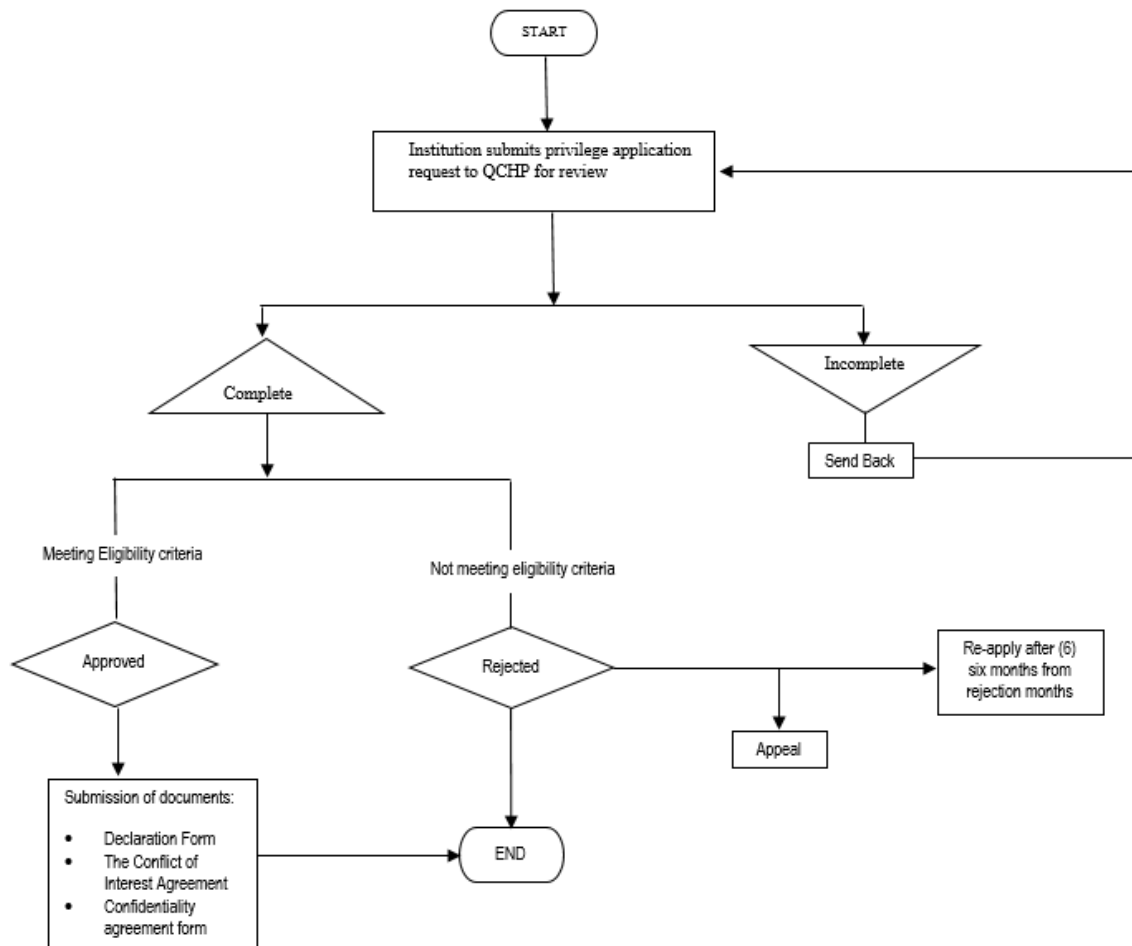 START
Institution submits privilege application
request to QCHP for review
Complete
Incomplete
Send Back
Meeting Eligibility criteria
Not meeting eligibility criteria
Approved
Rejected
Re-apply after (6)
six months from
rejection months
Appeal
Submission of documents:
• Declaration Form
• The Conflict of
Interest Agreement
• Confidentiality
agreement form
END